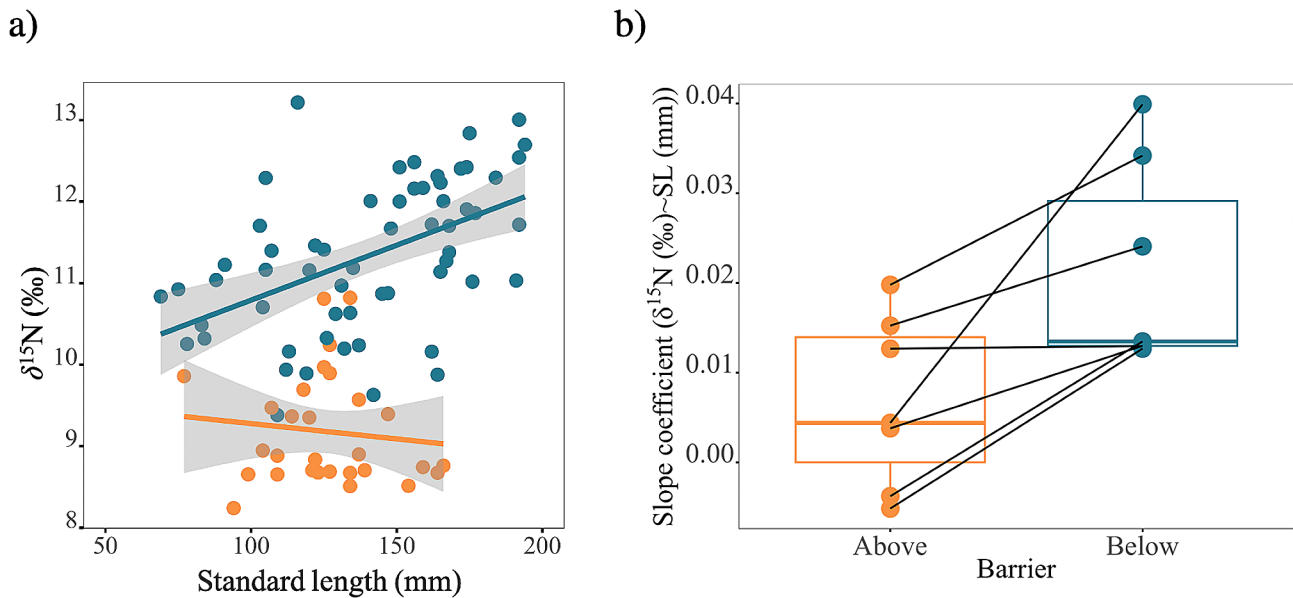 a)
13
12
11
10
9
8
δ¹⁵N (‰)
50 100 150 200
Standard length (mm)
b)
0.04
0.03
0.02
0.01
0.00
Slope coefficient (δ¹⁵N (‰)~SL (mm))
Above Below
Barrier